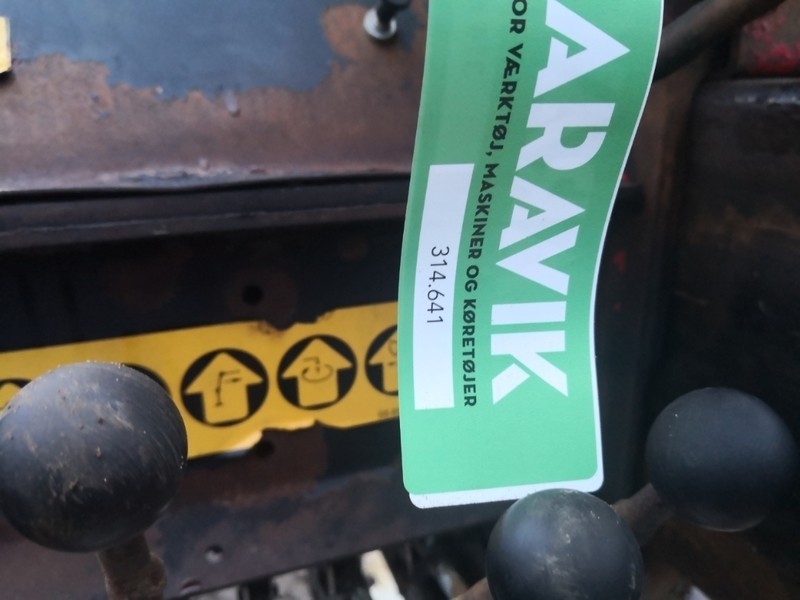 ARAVIK
OR VÆRKTØJ, MASKINER OG KØRETØJER
314.641